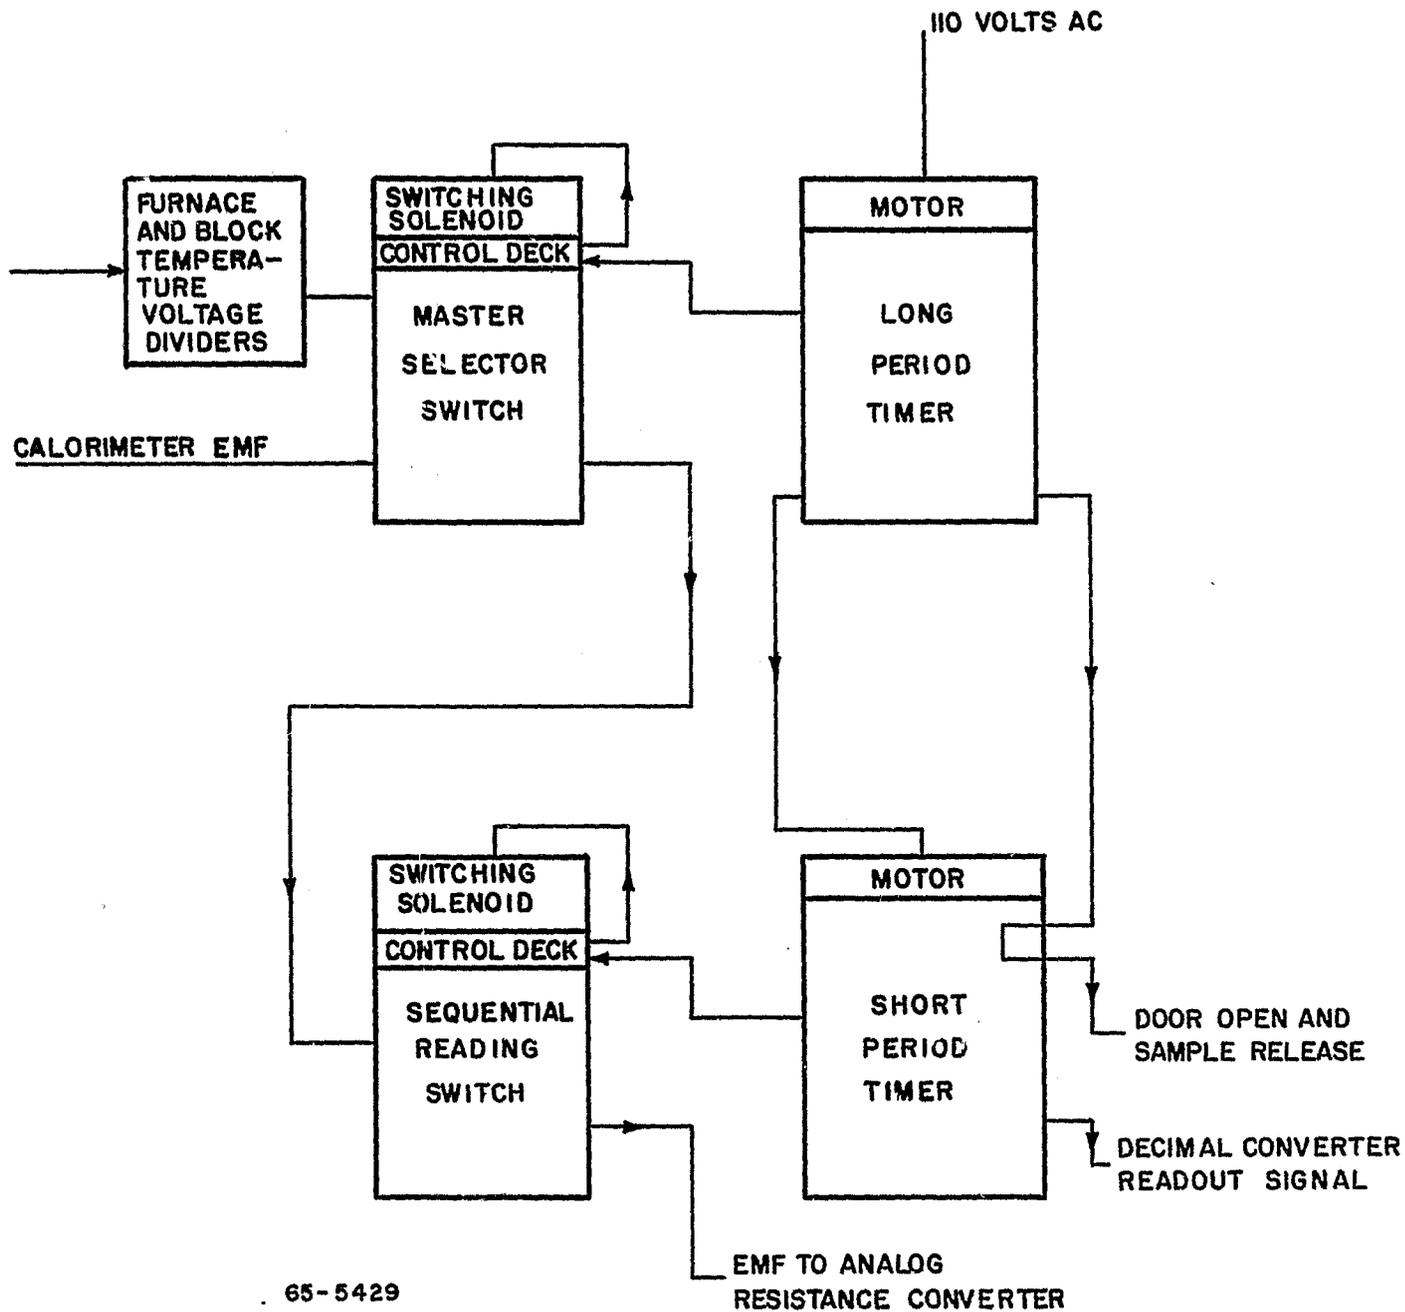 110 VOLTS AC
FURNACE
AND BLOCK
TEMPERA-
TURE
VOLTAGE
DIVIDERS
SWITCHING
SOLENOID
CONTROL DECK
MASTER
SELECTOR
SWITCH
MOTOR
LONG
PERIOD
TIMER
CALORIMETER EMF
SWITCHING
SOLENOID
CONTROL DECK
SEQUENTIAL
READING
SWITCH
MOTOR
SHORT
PERIOD
TIMER
DOOR OPEN AND
SAMPLE RELEASE
DECIMAL CONVERTER
READOUT SIGNAL
EMF TO ANALOG
RESISTANCE CONVERTER
65-5429